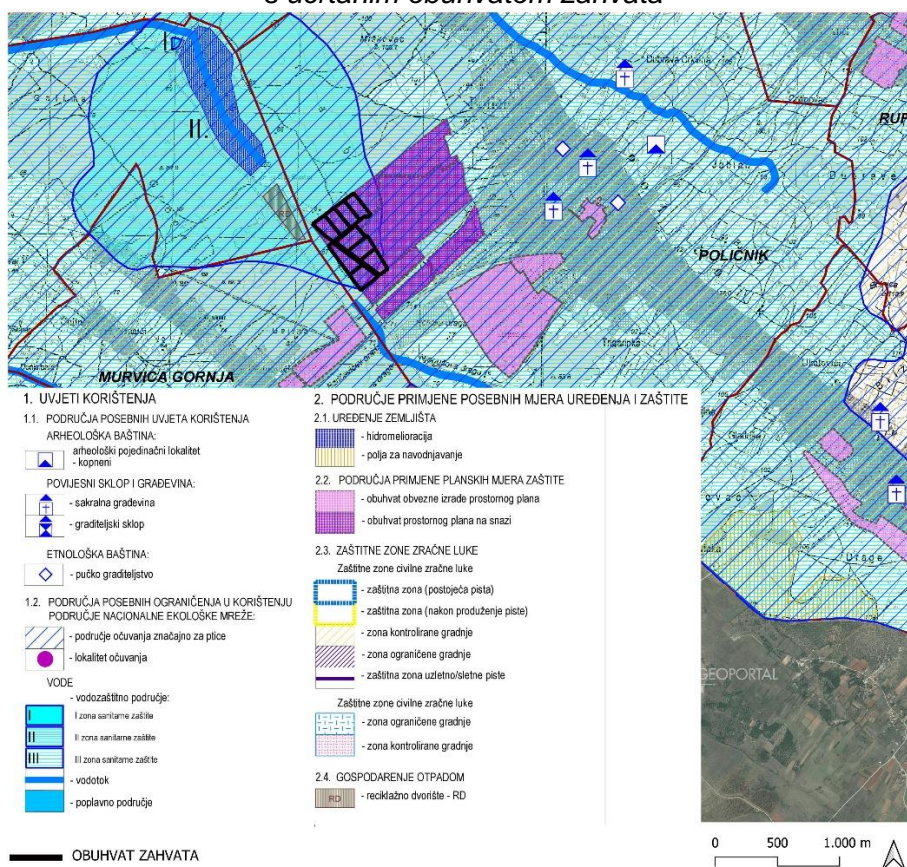 s ucrtanim obuhvatom zahvata
I
II.
RD
RUP
POLIČNIK
MURVICA GORNJA
Drage
1. UVJETI KORIŠTENJA
1.1. PODRUČJA POSEBNIH UVJETA KORIŠTENJA
ARHEOLOŠKA BAŠTINA:
arheološki pojedinačni lokalitet
- kopneni
POVIJESNI SKLOP I GRAĐEVINA:
- sakralna građevina
- graditeljski sklop
ETNOLOŠKA BAŠTINA:
- pučko graditeljstvo
1.2. PODRUČJA POSEBNIH OGRANIČENJA U KORIŠTENJU
PODRUČJE NACIONALNE EKOLOŠKE MREŽE:
- područje očuvanja značajno za ptice
- lokalitet očuvanja
VODE
- vodozaštitno područje:
I I zona sanitarne zaštite
II II zona sanitarne zaštite
III III zona sanitarne zaštite
- vodotok
- poplavno područje
2. PODRUČJE PRIMJENE POSEBNIH MJERA UREĐENJA I ZAŠTITE
2.1. UREĐENJE ZEMLJIŠTA
- hidromelioracija
- polja za navodnjavanje
2.2. PODRUČJA PRIMJENE PLANSKIH MJERA ZAŠTITE
- obuhvat obvezne izrade prostornog plana
- obuhvat prostornog plana na snazi
2.3. ZAŠTITNE ZONE ZRAČNE LUKE
Zaštitne zone civilne zračne luke
- zaštitna zona (postojeća pista)
- zaštitna zona (nakon produženje piste)
- zona kontrolirane gradnje
- zona ograničene gradnje
- zaštitna zona uzletno/sletne piste
Zaštitne zone civilne zračne luke
- zona ograničene gradnje
- zona kontrolirane gradnje
2.4. GOSPODARENJE OTPADOM
RD - reciklažno dvorište - RD
GEOPORTAL
OBUHVAT ZAHVATA
0 500 1.000 m